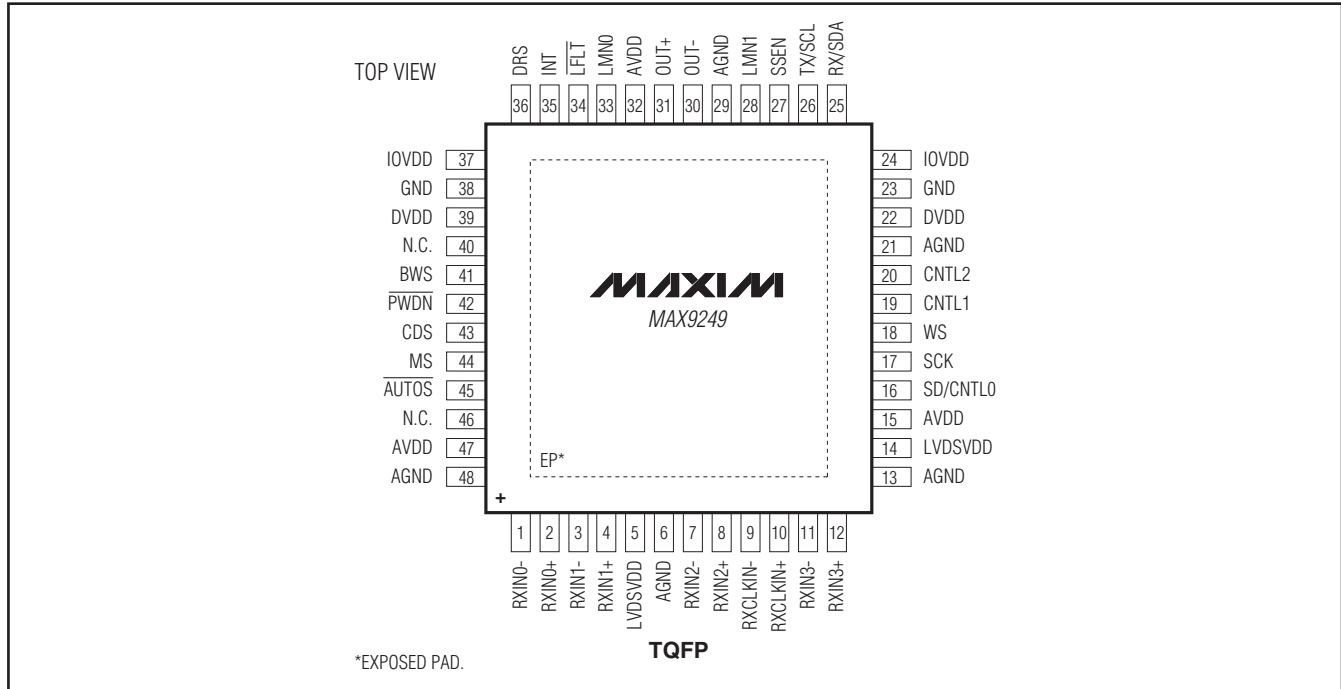 TOP VIEW
DRS
INT
LFLT
LMN0
AVDD
OUT+
OUT-
AGND
LMN1
SSEN
TX/SCL
RX/SDA
36 35 34 33 32 31 30 29 28 27 26 25
IOVDD 37
GND 38
DVDD 39
N.C. 40
BWS 41
PWDN 42
CDS 43
MS 44
AUTOS 45
N.C. 46
AVDD 47
AGND 48
MAXIM
MAX9249
EP*
+
24 IOVDD
23 GND
22 DVDD
21 AGND
20 CNTL2
19 CNTL1
18 WS
17 SCK
16 SD/CNTL0
15 AVDD
14 LVDSVDD
13 AGND
1 2 3 4 5 6 7 8 9 10 11 12
RXIN0-
RXIN0+
RXIN1-
RXIN1+
LVDSVDD
AGND
RXIN2-
RXIN2+
RXCLKIN-
RXCLKIN+
RXIN3-
RXIN3+
TQFP
*EXPOSED PAD.